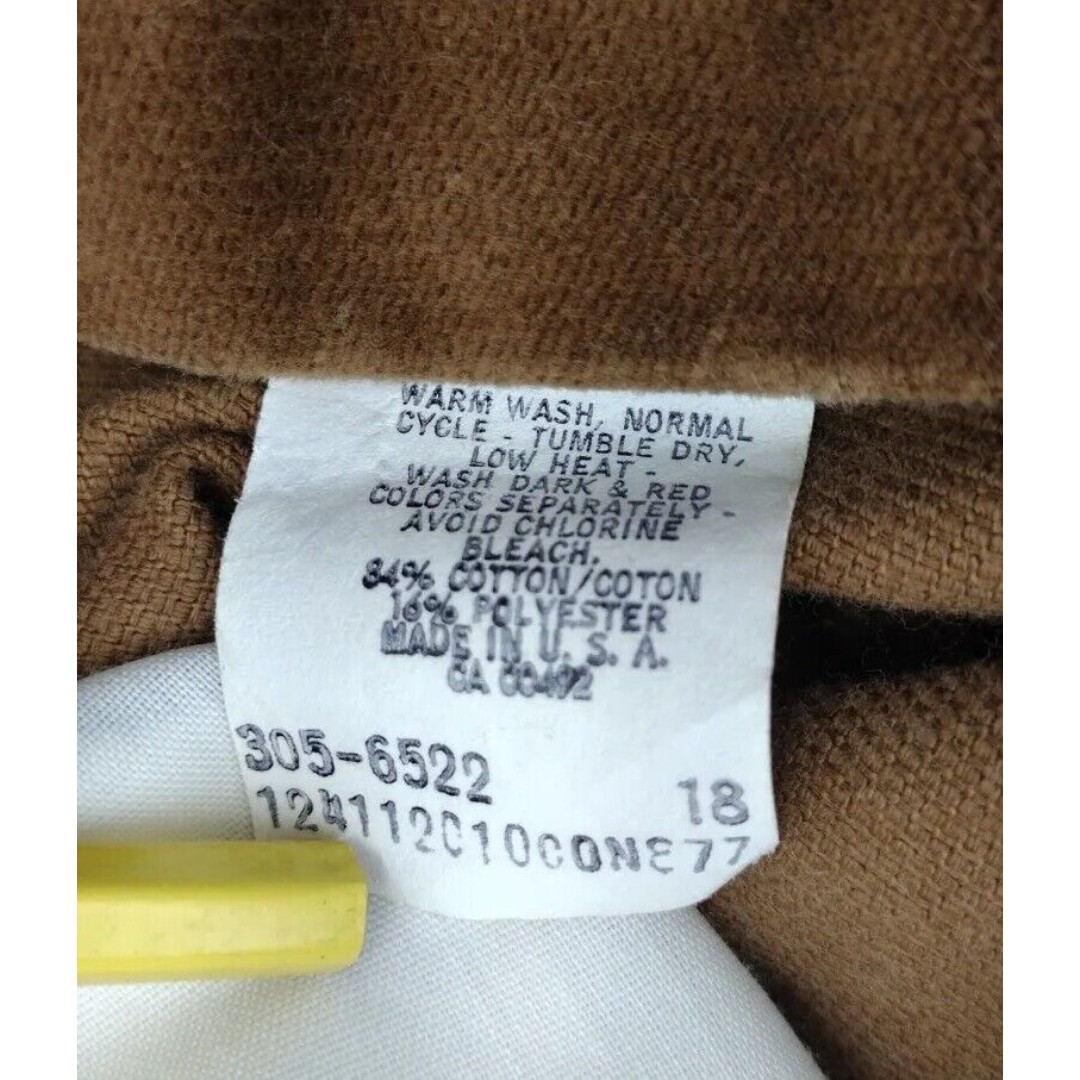 WARM WASH, NORMAL
CYCLE - TUMBLE DRY,
LOW HEAT -
WASH DARK & RED
COLORS SEPARATELY -
AVOID CHLORINE
BLEACH.
84% COTTON/COTON
16% POLYESTER
MADE IN U. S. A.
CA 00492
305-6522
18
124112C10CONE77